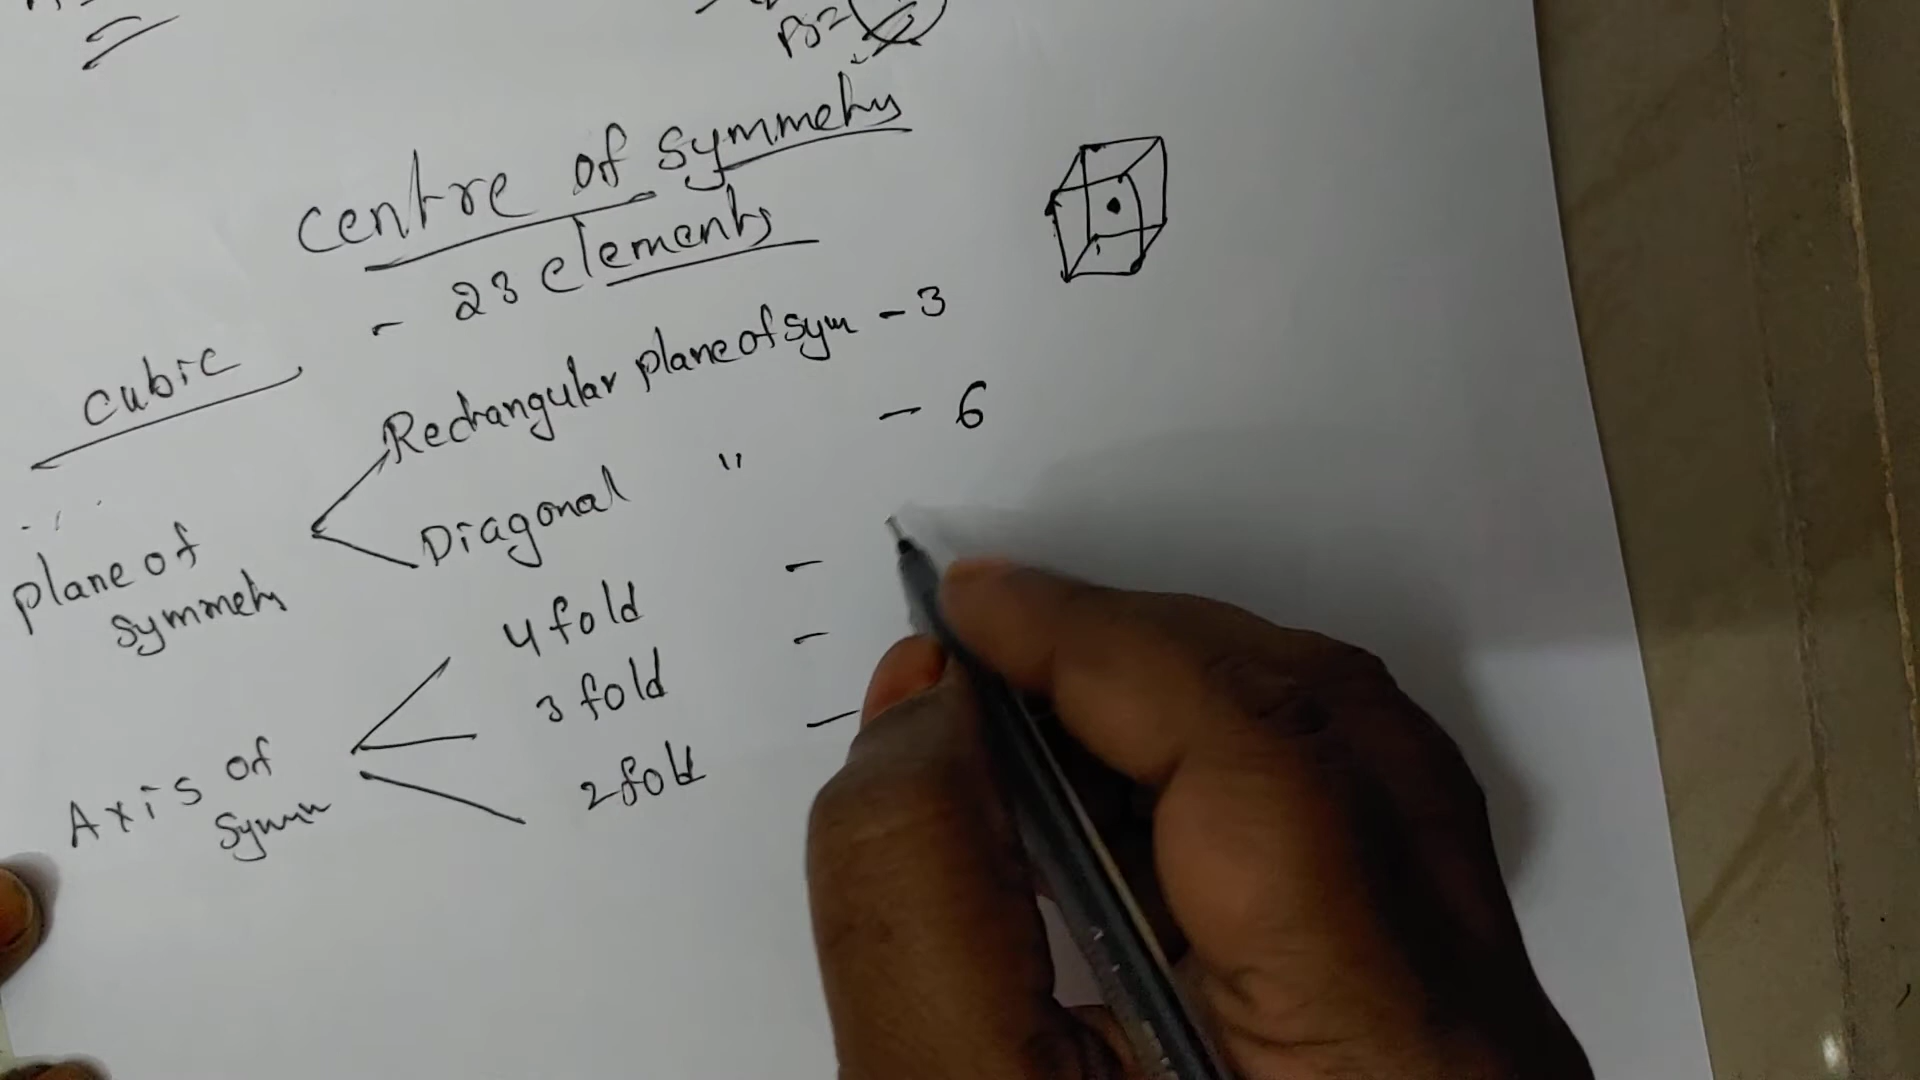 Centre of symmetry
- 23 elements
cubic
Rectangular plane of sym - 3
Diagonal " - 6
plane of
symmetry
4 fold -
3 fold -
2 fold -
Axis of
Symm